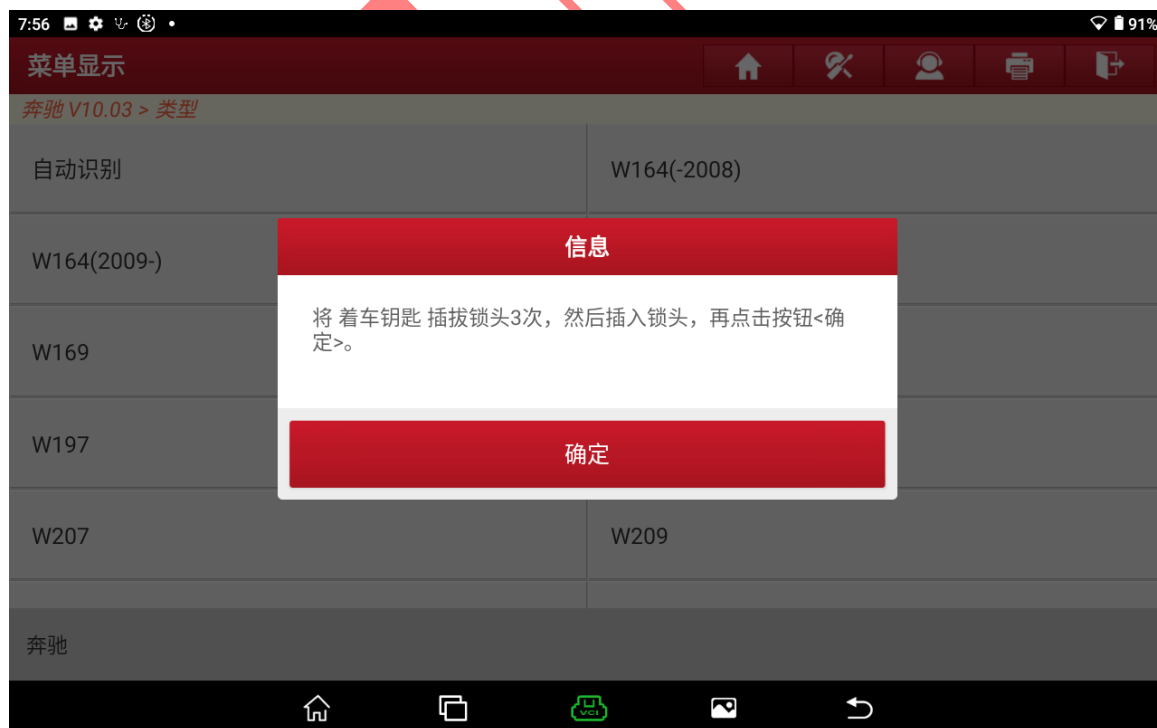 7:56
91%
菜单显示
奔驰 V10.03 > 类型
自动识别
W164(-2008)
W164(2009-)
信息
将 着车钥匙 插拔锁头3次，然后插入锁头，再点击按钮<确
定>。
W169
W197
确定
W207
W209
奔驰
VCI